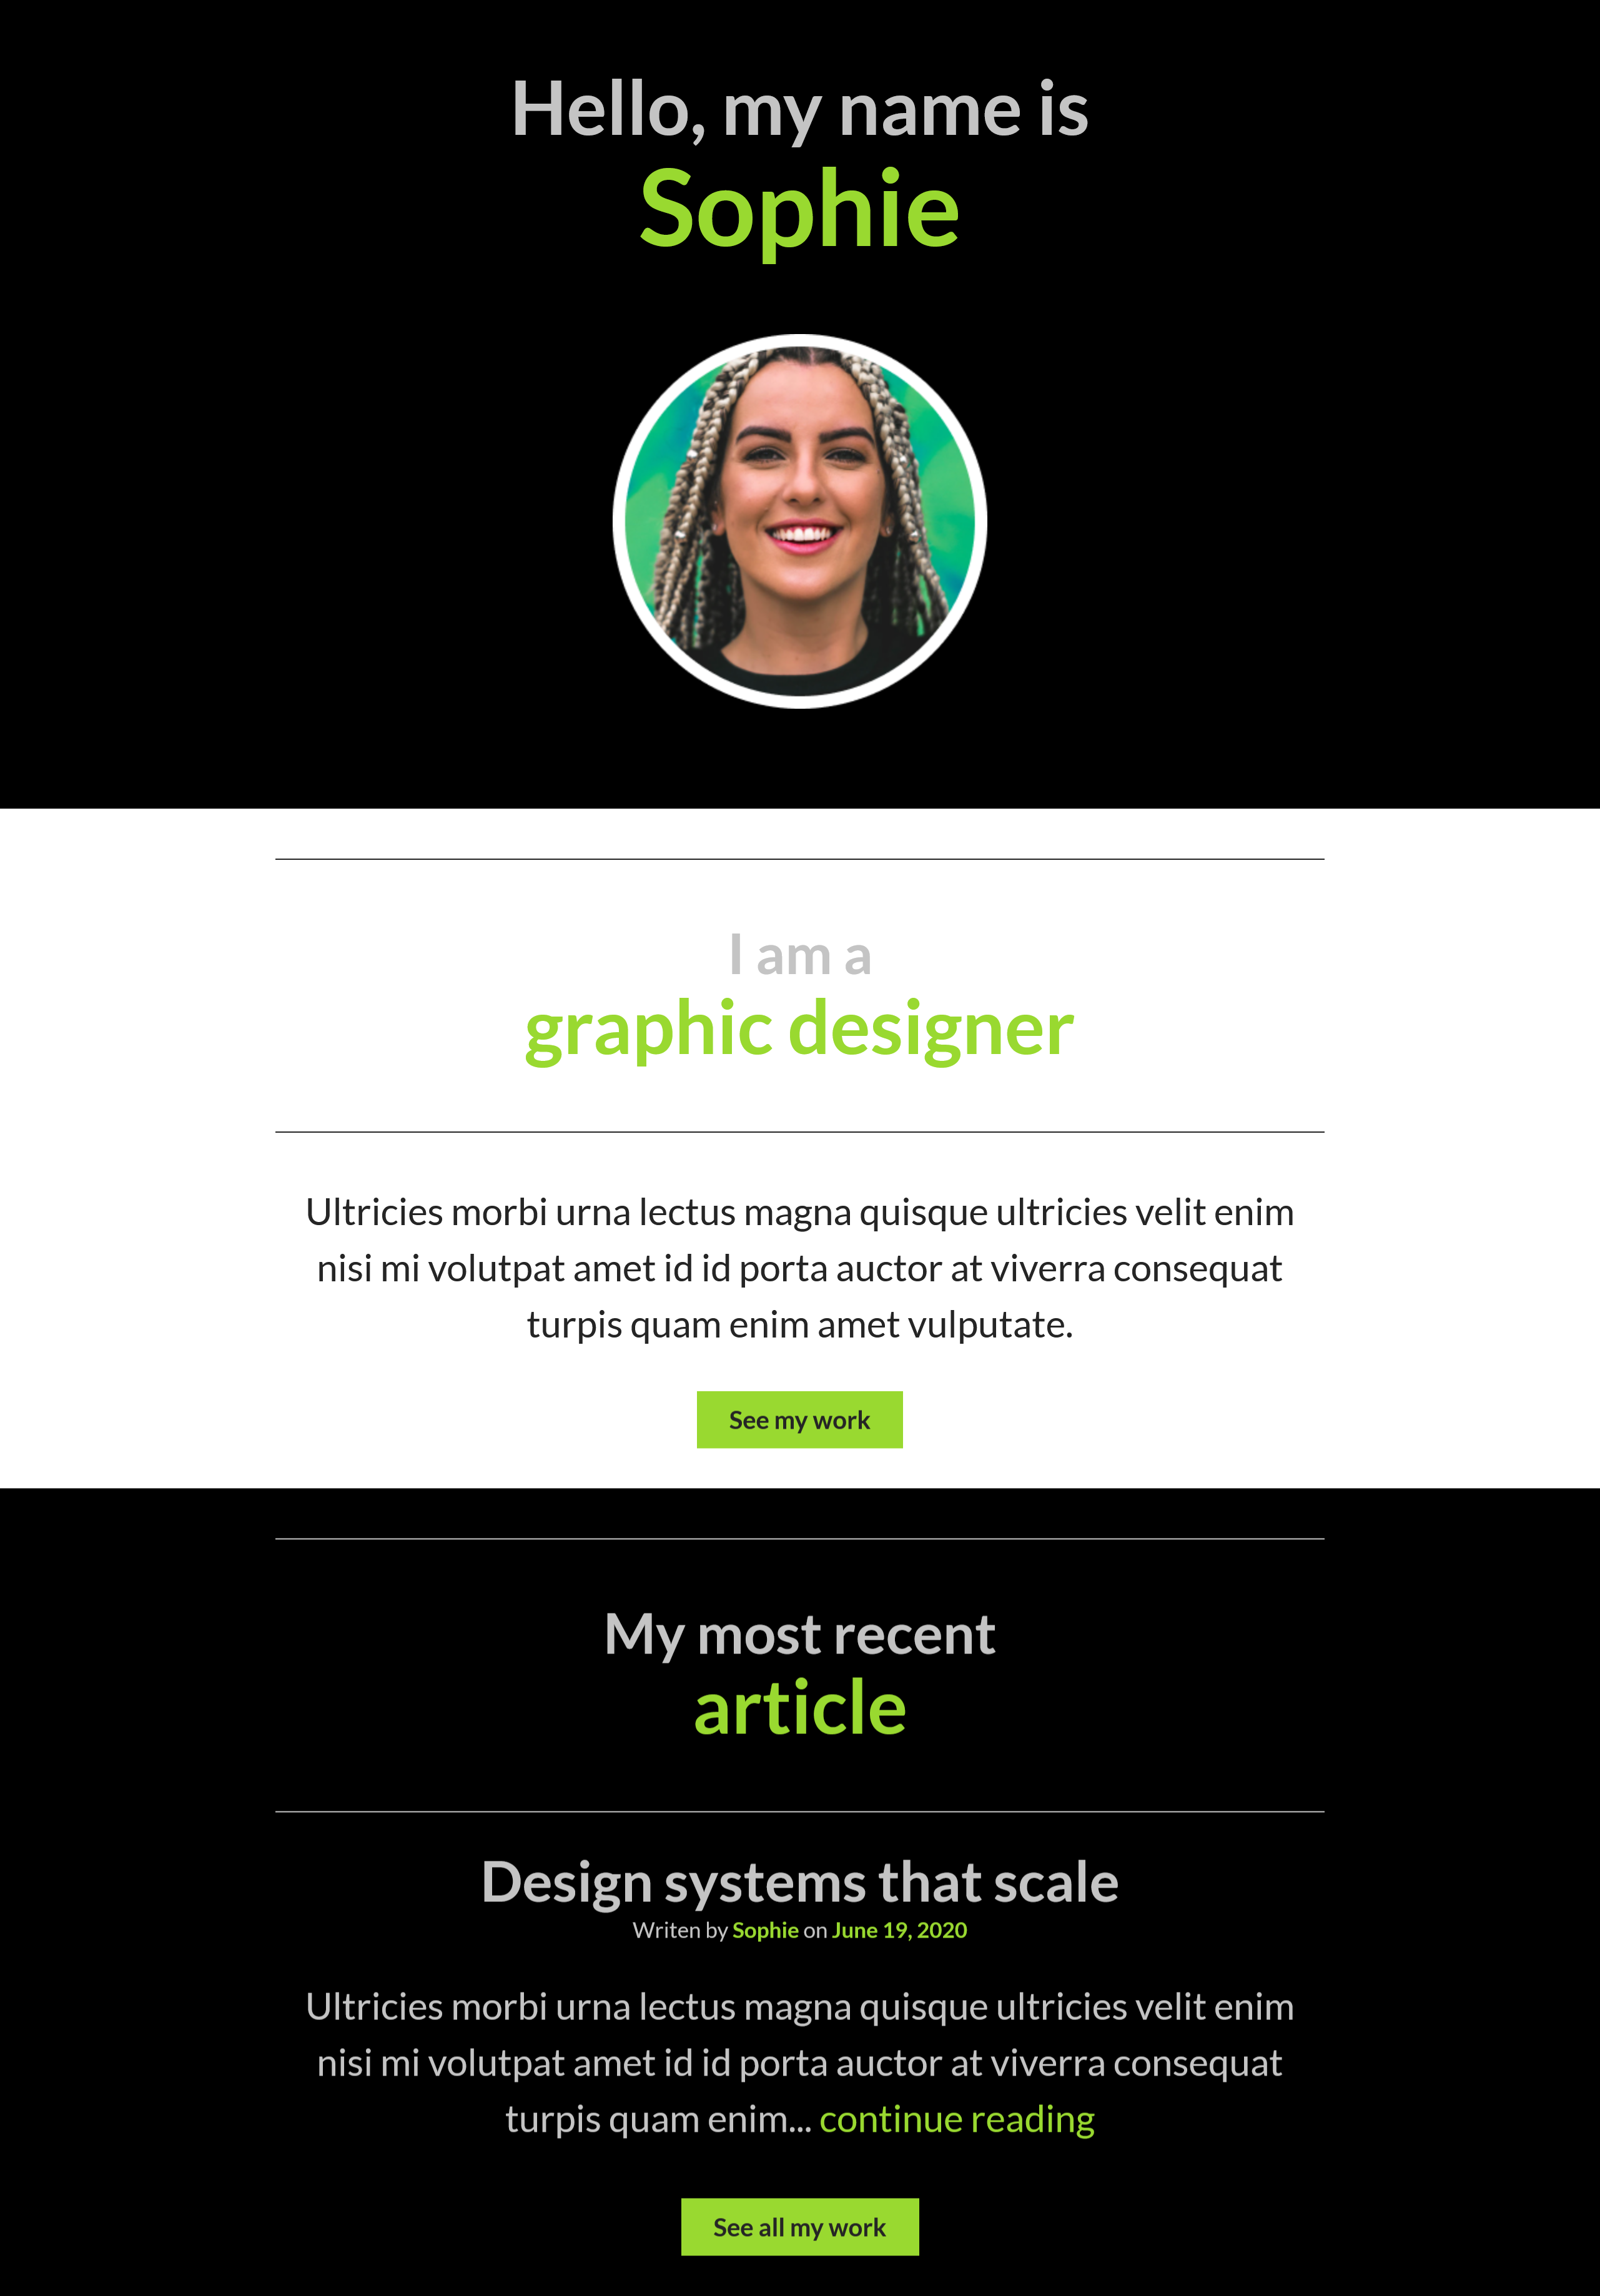 Hello, my name is
Sophie
I am a
graphic designer
Ultricies morbi urna lectus magna quisque ultricies velit enim
nisi mi volutpat amet id id porta auctor at viverra consequat
turpis quam enim amet vulputate.
See my work
My most recent
article
Design systems that scale
Writen by Sophie on June 19, 2020
Ultricies morbi urna lectus magna quisque ultricies velit enim
nisi mi volutpat amet id id porta auctor at viverra consequat
turpis quam enim... continue reading
See all my work